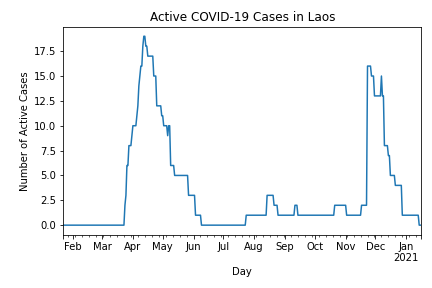 Active COVID-19 Cases in Laos
Number of Active Cases
17.5
15.0
12.5
10.0
7.5
5.0
2.5
0.0
Feb Mar Apr May Jun Jul Aug Sep Oct Nov Dec Jan
2021
Day